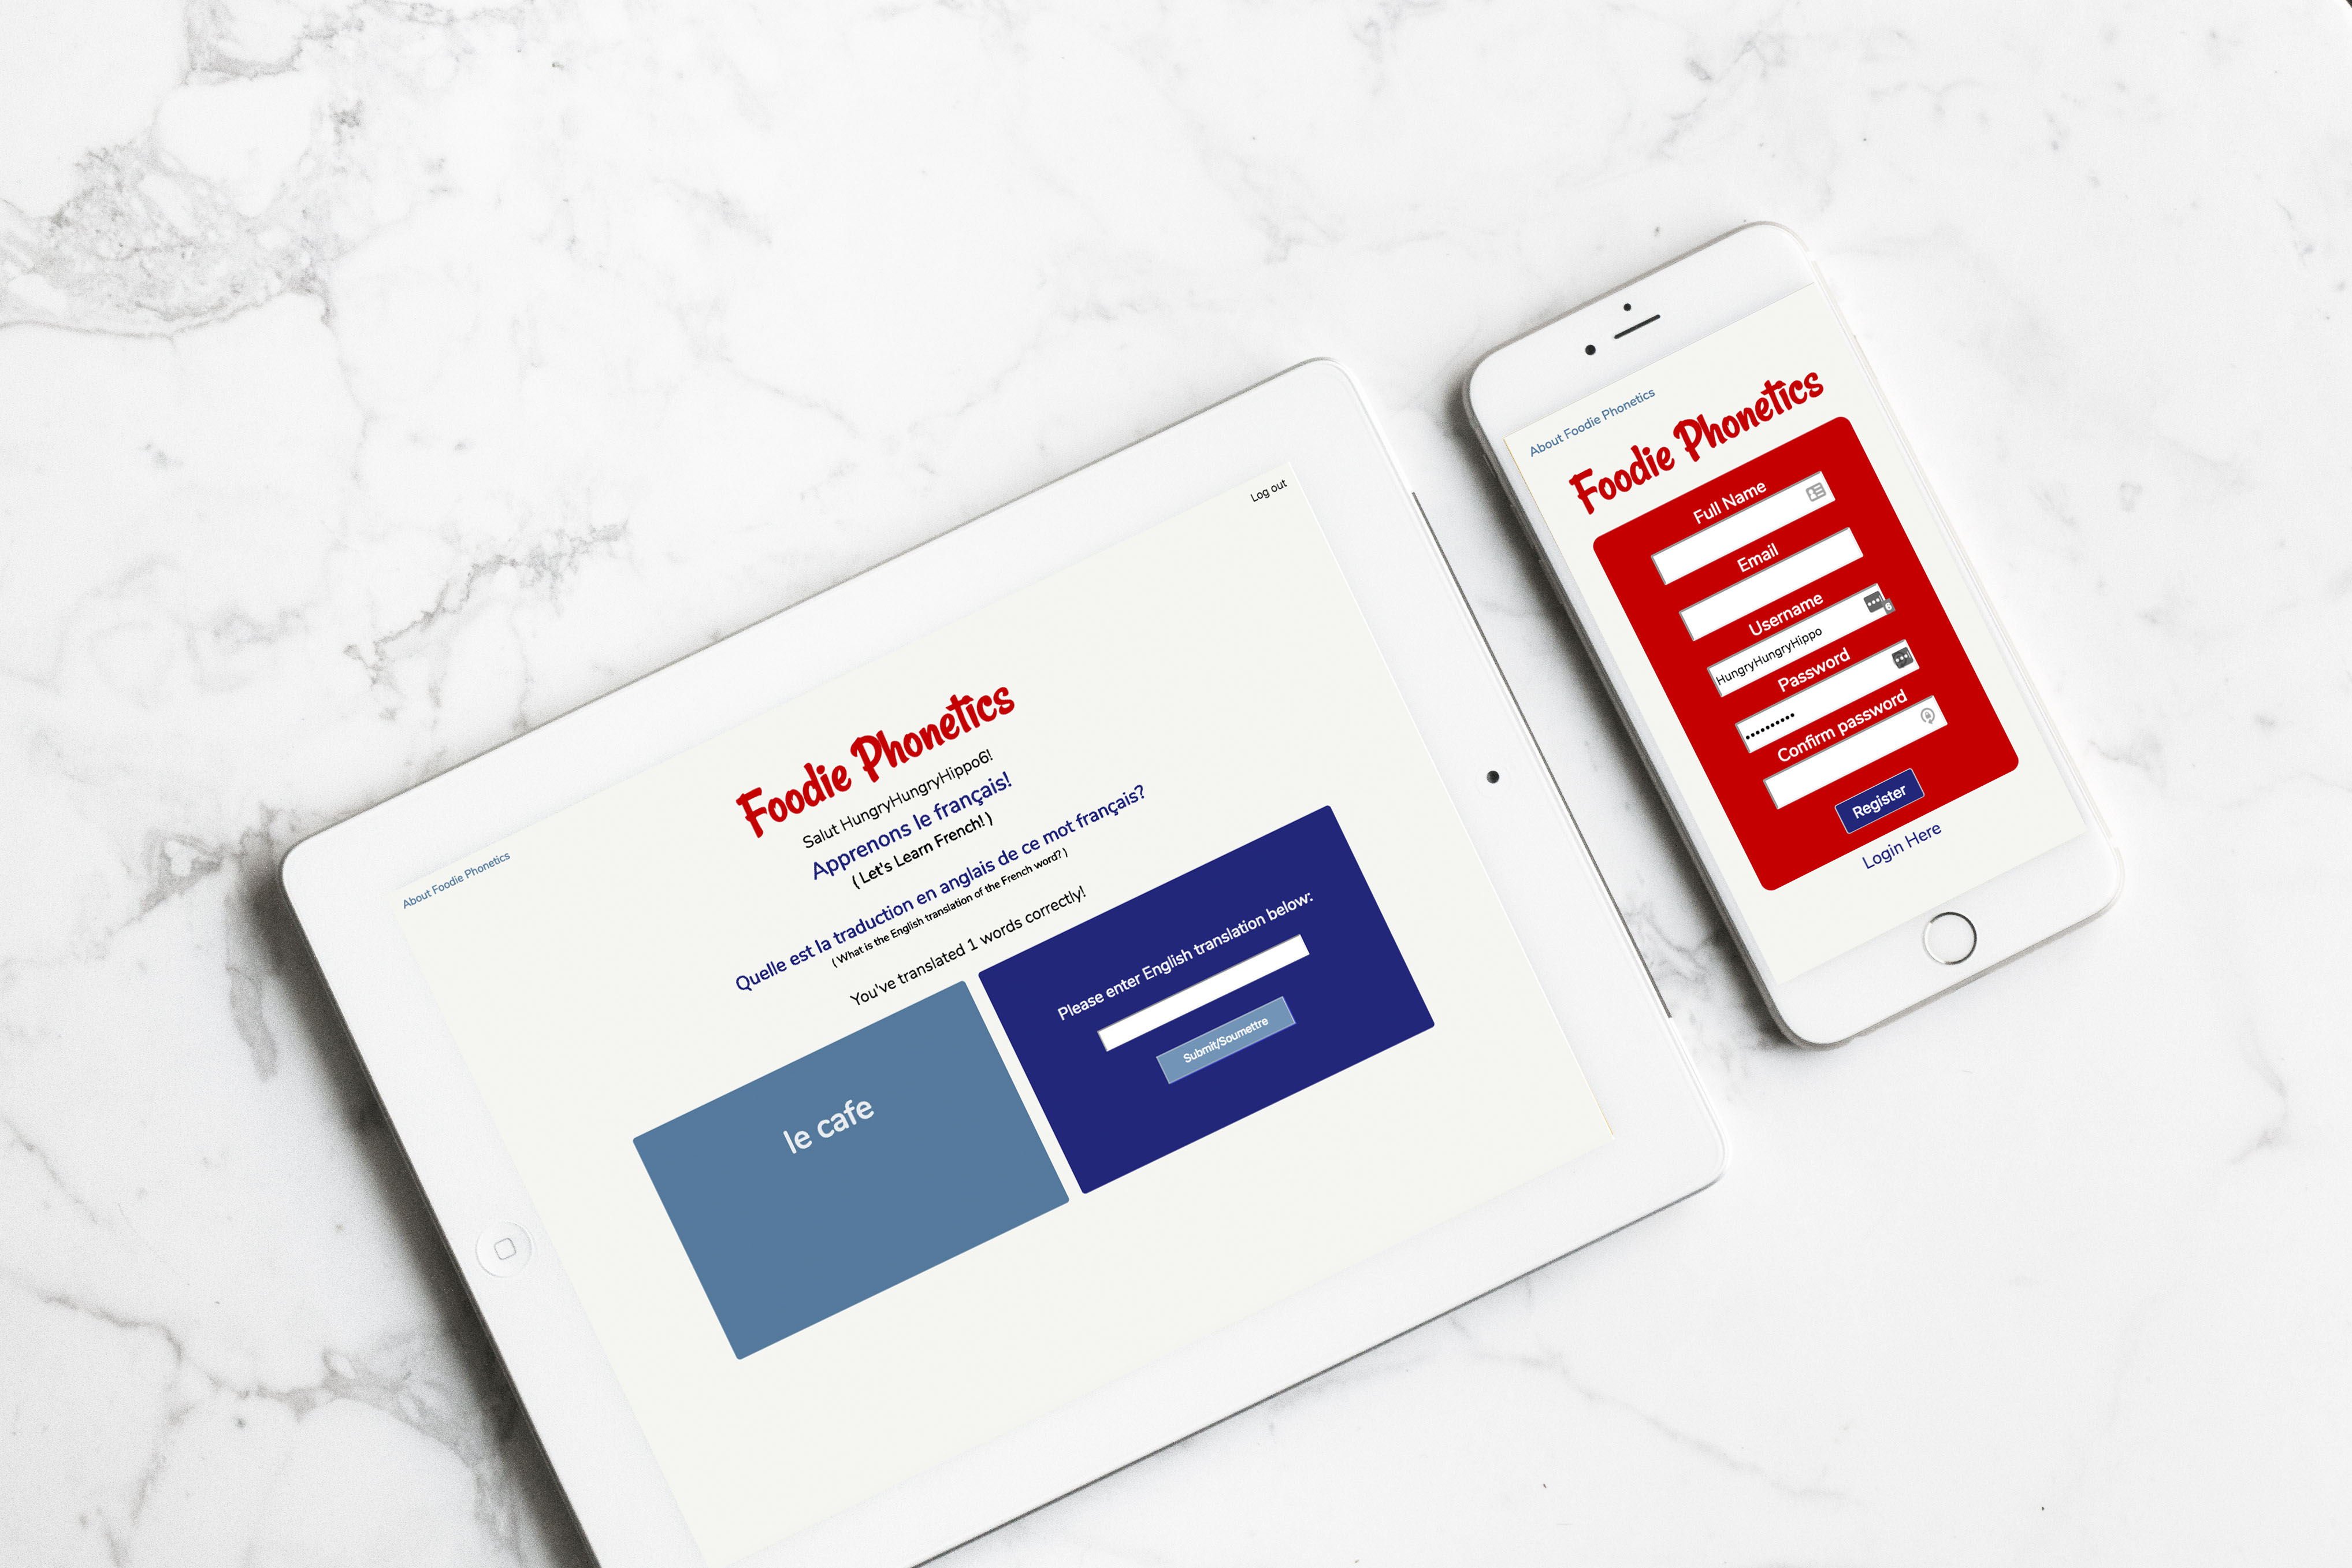 Log out
About Foodie Phonetics
Foodie Phonetics
Salut HungryHungryHippo6!
Apprenons le français!
( Let's Learn French! )
Quelle est la traduction en anglais de ce mot français?
( What is the English translation of the French word? )
You've translated 1 words correctly!
le cafe
Please enter English translation below:
Submit/Soumettre
About Foodie Phonetics
Foodie Phonetics
Full Name
Email
Username
HungryHungryHippo
6
Password
••••••••••
Confirm password
Register
Login Here